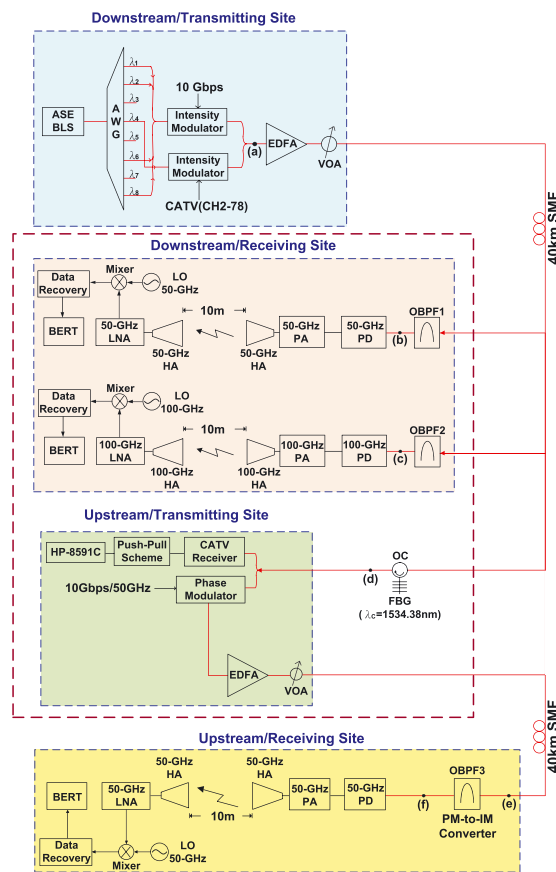 Downstream/Transmitting Site
ASE
BLS
A
W
G
λ1
λ2
λ3
λ4
λ5
λ6
λ7
λ8
10 Gbps
Intensity
Modulator
Intensity
Modulator
CATV(CH2-78)
(a)
EDFA
VOA
40km SMF
Downstream/Receiving Site
Data
Recovery
Mixer
LO
50-GHz
BERT
50-GHz
LNA
50-GHz
HA
10m
50-GHz
HA
50-GHz
PA
50-GHz
PD
(b)
OBPF1
Data
Recovery
Mixer
LO
100-GHz
BERT
100-GHz
LNA
100-GHz
HA
10m
100-GHz
HA
100-GHz
PA
100-GHz
PD
(c)
OBPF2
Upstream/Transmitting Site
HP-8591C
Push-Pull
Scheme
CATV
Receiver
10Gbps/50GHz
Phase
Modulator
(d)
OC
FBG
(λc=1534.38nm)
EDFA
VOA
40km SMF
Upstream/Receiving Site
BERT
50-GHz
LNA
50-GHz
HA
10m
50-GHz
HA
50-GHz
PA
50-GHz
PD
(f)
OBPF3
(e)
PM-to-IM
Converter
Data
Recovery
Mixer
LO
50-GHz